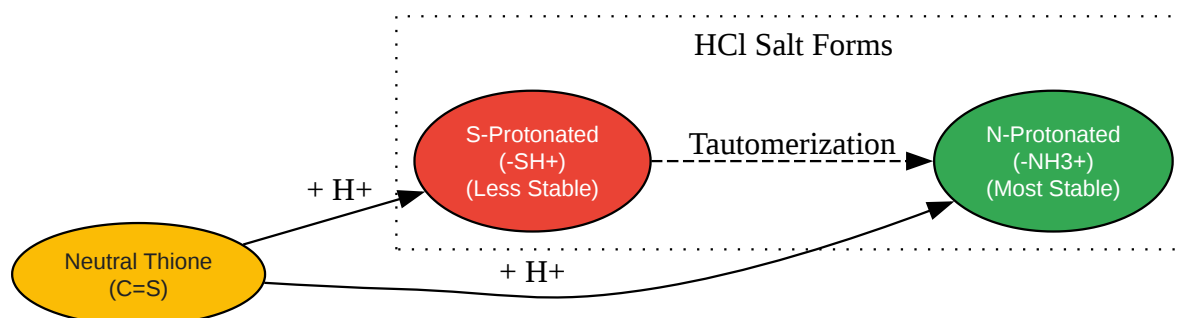 HCl Salt Forms
S-Protonated
(-SH+)
(Less Stable)
Tautomerization
N-Protonated
(-NH3+)
(Most Stable)
+ H+
Neutral Thione
(C=S)
+ H+